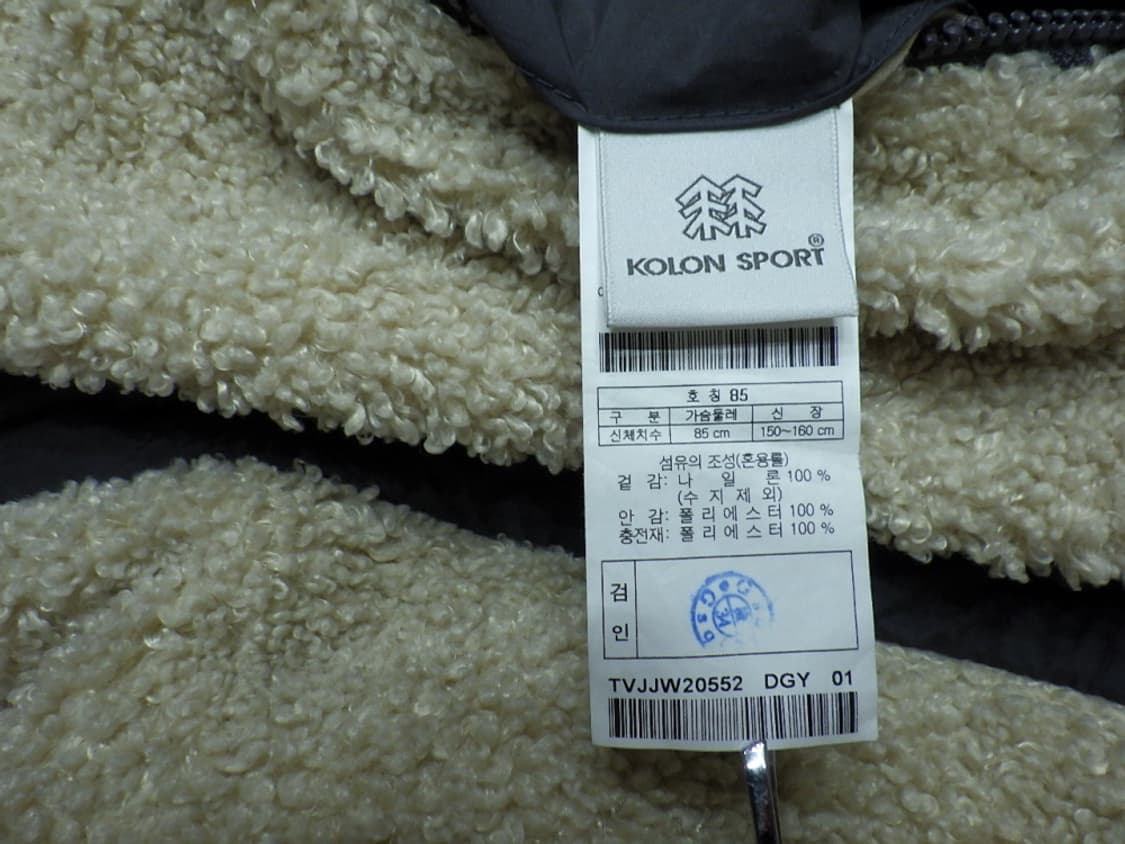 KOLON SPORT®
호 칭 85
구 분 가슴둘레 신 장
신체치수 85 cm 150~160 cm
섬유의 조성(혼용률)
겉 감: 나 일 론 100 %
(수 지 제 외)
안 감: 폴 리 에 스 터 100 %
충전재: 폴 리 에 스 터 100 %
검
인
TVJJW20552 DGY 01